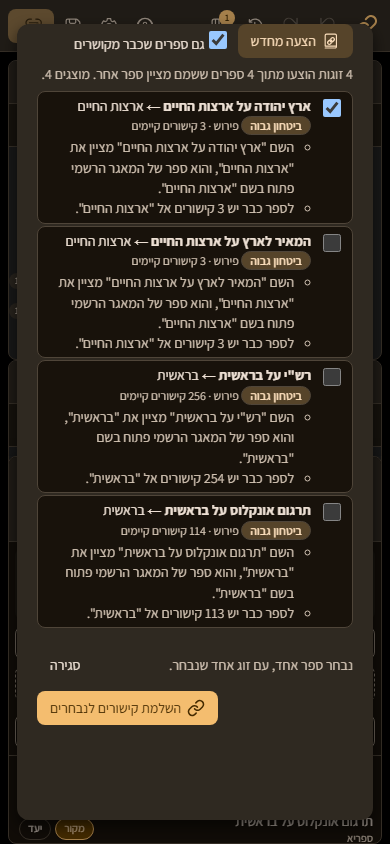 1
הצעה מחדש
גם ספרים שכבר מקושרים
4 זוגות הוצעו מתוך 4 ספרים ששמם מציין ספר אחר. מוצגים 4.
ארץ יהודה על ארצות החיים ← ארצות החיים
ביטחון גבוה פירוש · 3 קישורים קיימים
השם "ארץ יהודה על ארצות החיים" מציין את
"ארצות החיים", והוא ספר של המאגר הרשמי
פתוח בשם "ארצות החיים".
לספר כבר יש 3 קישורים אל "ארצות החיים".
המאיר לארץ על ארצות החיים ← ארצות החיים
ביטחון גבוה פירוש · 3 קישורים קיימים
השם "המאיר לארץ על ארצות החיים" מציין את
"ארצות החיים", והוא ספר של המאגר הרשמי
פתוח בשם "ארצות החיים".
לספר כבר יש 3 קישורים אל "ארצות החיים".
רש"י על בראשית ← בראשית
ביטחון גבוה פירוש · 256 קישורים קיימים
השם "רש"י על בראשית" מציין את "בראשית",
והוא ספר של המאגר הרשמי פתוח בשם
"בראשית".
לספר כבר יש 254 קישורים אל "בראשית".
תרגום אונקלוס על בראשית ← בראשית
ביטחון גבוה פירוש · 114 קישורים קיימים
השם "תרגום אונקלוס על בראשית" מציין את
"בראשית", והוא ספר של המאגר הרשמי פתוח
בשם "בראשית".
לספר כבר יש 113 קישורים אל "בראשית".
נבחר ספר אחד, עם זוג אחד שנבחר.
סגירה
השלמת קישורים לנבחרים
תרגום אונקלוס על בראשית
מקור
יעד
ספריא